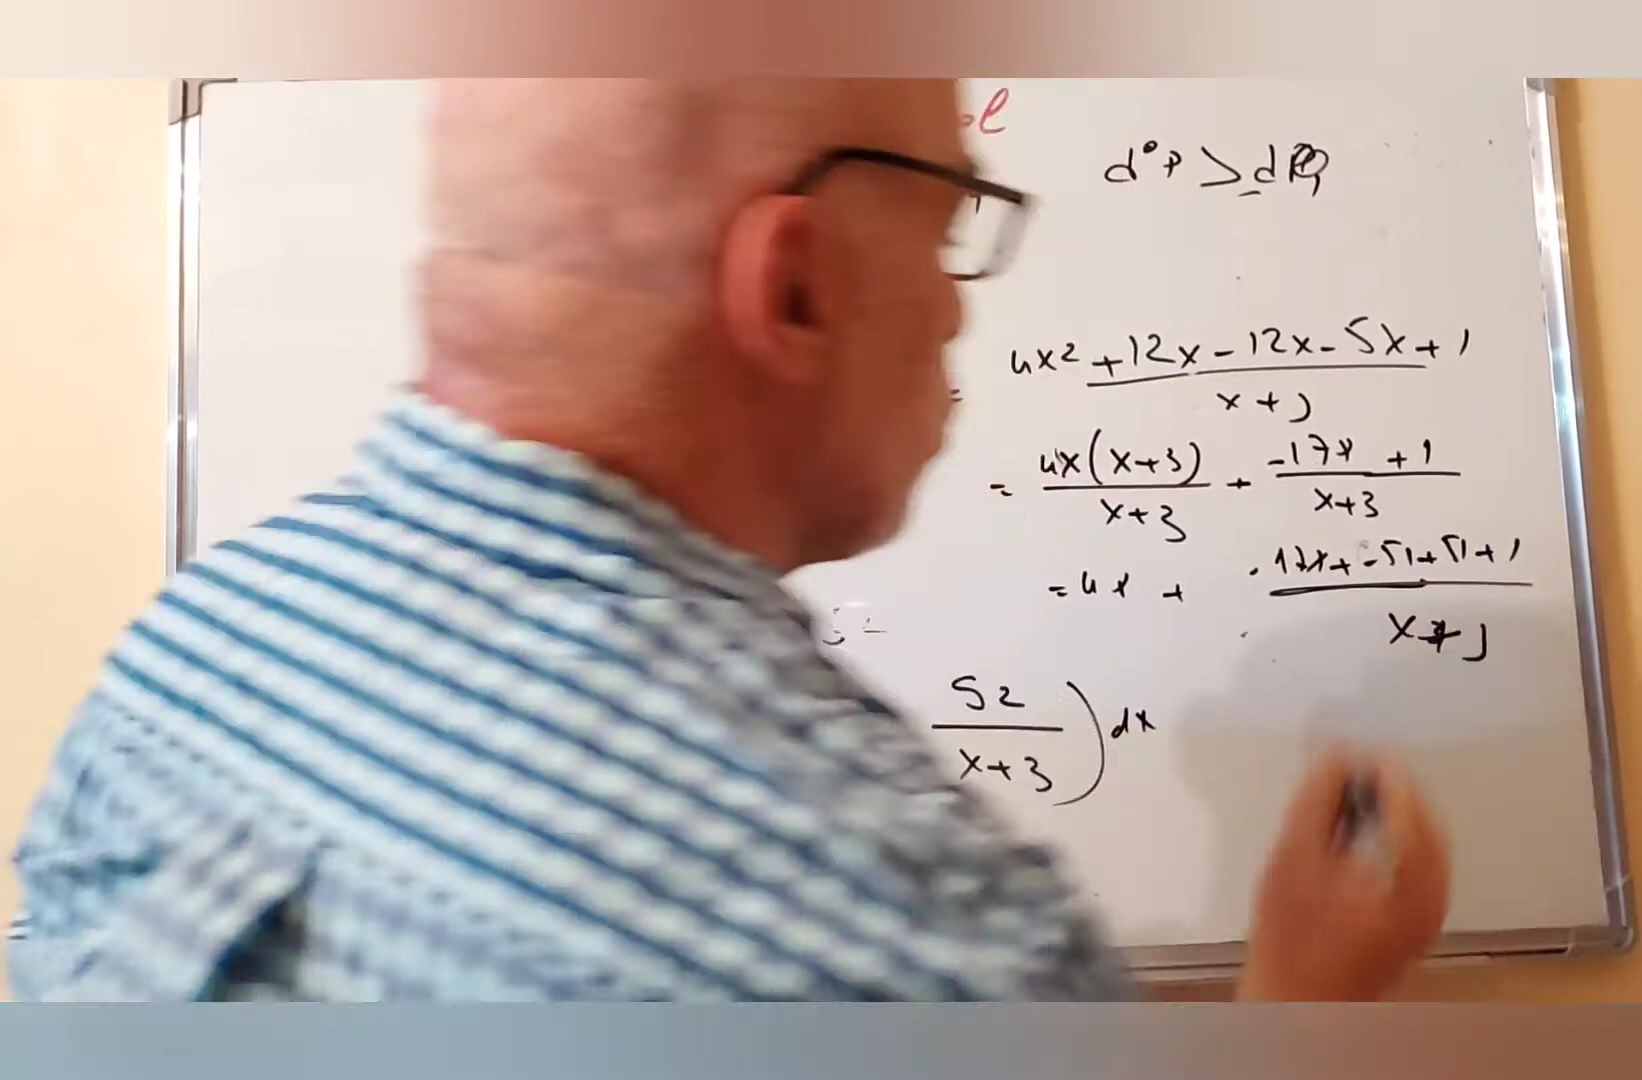 d°P ≥ d°Q
= 4x2 + 12x - 12x - 5x + 1 / x + 3
= 4x(x+3) / x+3 + -17x + 1 / x+3
= 4x + -17x + -51 + 51 + 1 / x + 3
52 / x+3 ) dx